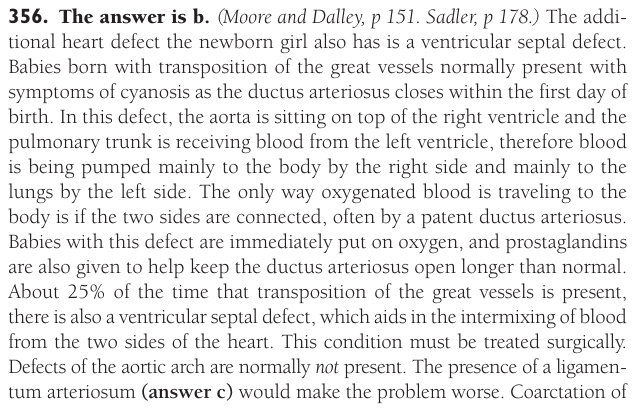 356. The answer is b. (Moore and Dalley, p 151. Sadler, p 178.) The addi-
tional heart defect the newborn girl also has is a ventricular septal defect.
Babies born with transposition of the great vessels normally present with
symptoms of cyanosis as the ductus arteriosus closes within the first day of
birth. In this defect, the aorta is sitting on top of the right ventricle and the
pulmonary trunk is receiving blood from the left ventricle, therefore blood
is being pumped mainly to the body by the right side and mainly to the
lungs by the left side. The only way oxygenated blood is traveling to the
body is if the two sides are connected, often by a patent ductus arteriosus.
Babies with this defect are immediately put on oxygen, and prostaglandins
are also given to help keep the ductus arteriosus open longer than normal.
About 25% of the time that transposition of the great vessels is present,
there is also a ventricular septal defect, which aids in the intermixing of blood
from the two sides of the heart. This condition must be treated surgically.
Defects of the aortic arch are normally not present. The presence of a ligamen-
tum arteriosum (answer c) would make the problem worse. Coarctation of